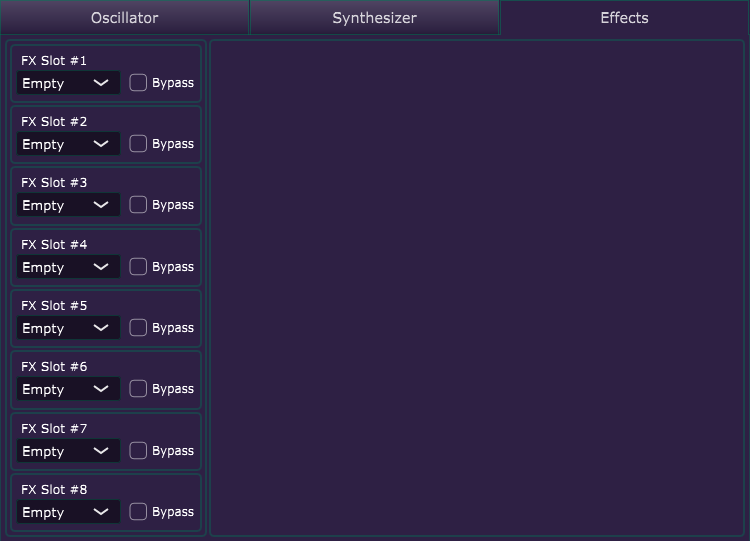 Oscillator Synthesizer Effects
FX Slot #1
Empty Bypass
FX Slot #2
Empty Bypass
FX Slot #3
Empty Bypass
FX Slot #4
Empty Bypass
FX Slot #5
Empty Bypass
FX Slot #6
Empty Bypass
FX Slot #7
Empty Bypass
FX Slot #8
Empty Bypass